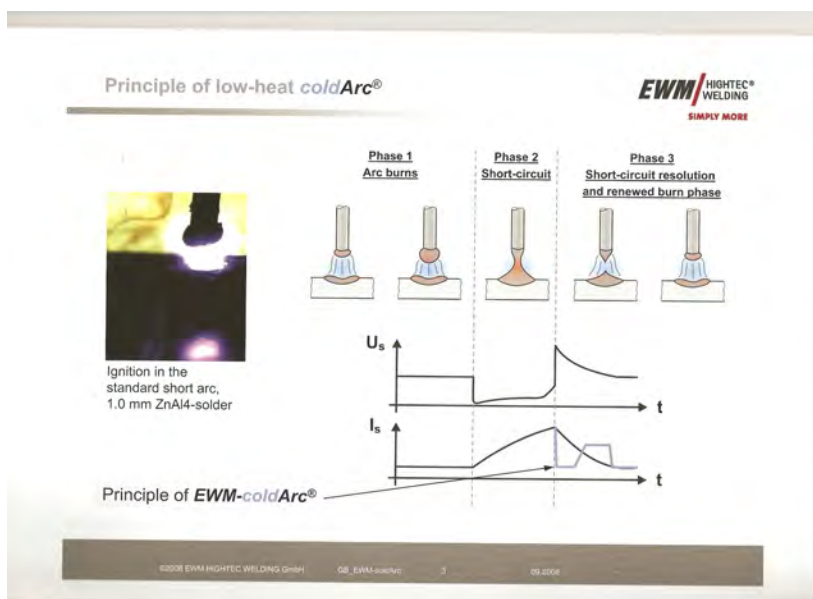 Principle of low-heat coldArc®
EWM HIGHTEC® WELDING
SIMPLY MORE
Phase 1
Arc burns
Phase 2
Short-circuit
Phase 3
Short-circuit resolution
and renewed burn phase
Ignition in the
standard short arc,
1.0 mm ZnAl4-solder
Us
t
Is
t
Principle of EWM-coldArc®
©2008 EWM HIGHTEC WELDING GmbH
GB_EWM-coldArc
3
09.2008